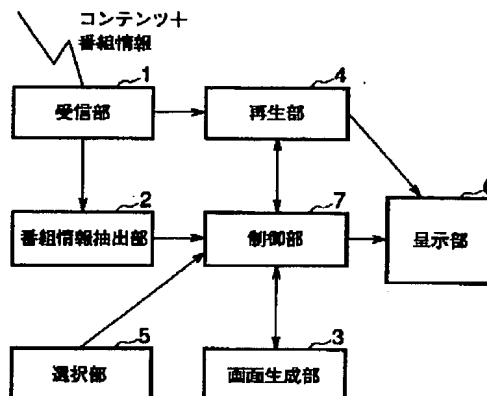 コンテンツ+
番組情報
1
受信部
4
再生部
2
番組情報抽出部
7
制御部
6
呈示部
5
選択部
3
画面生成部